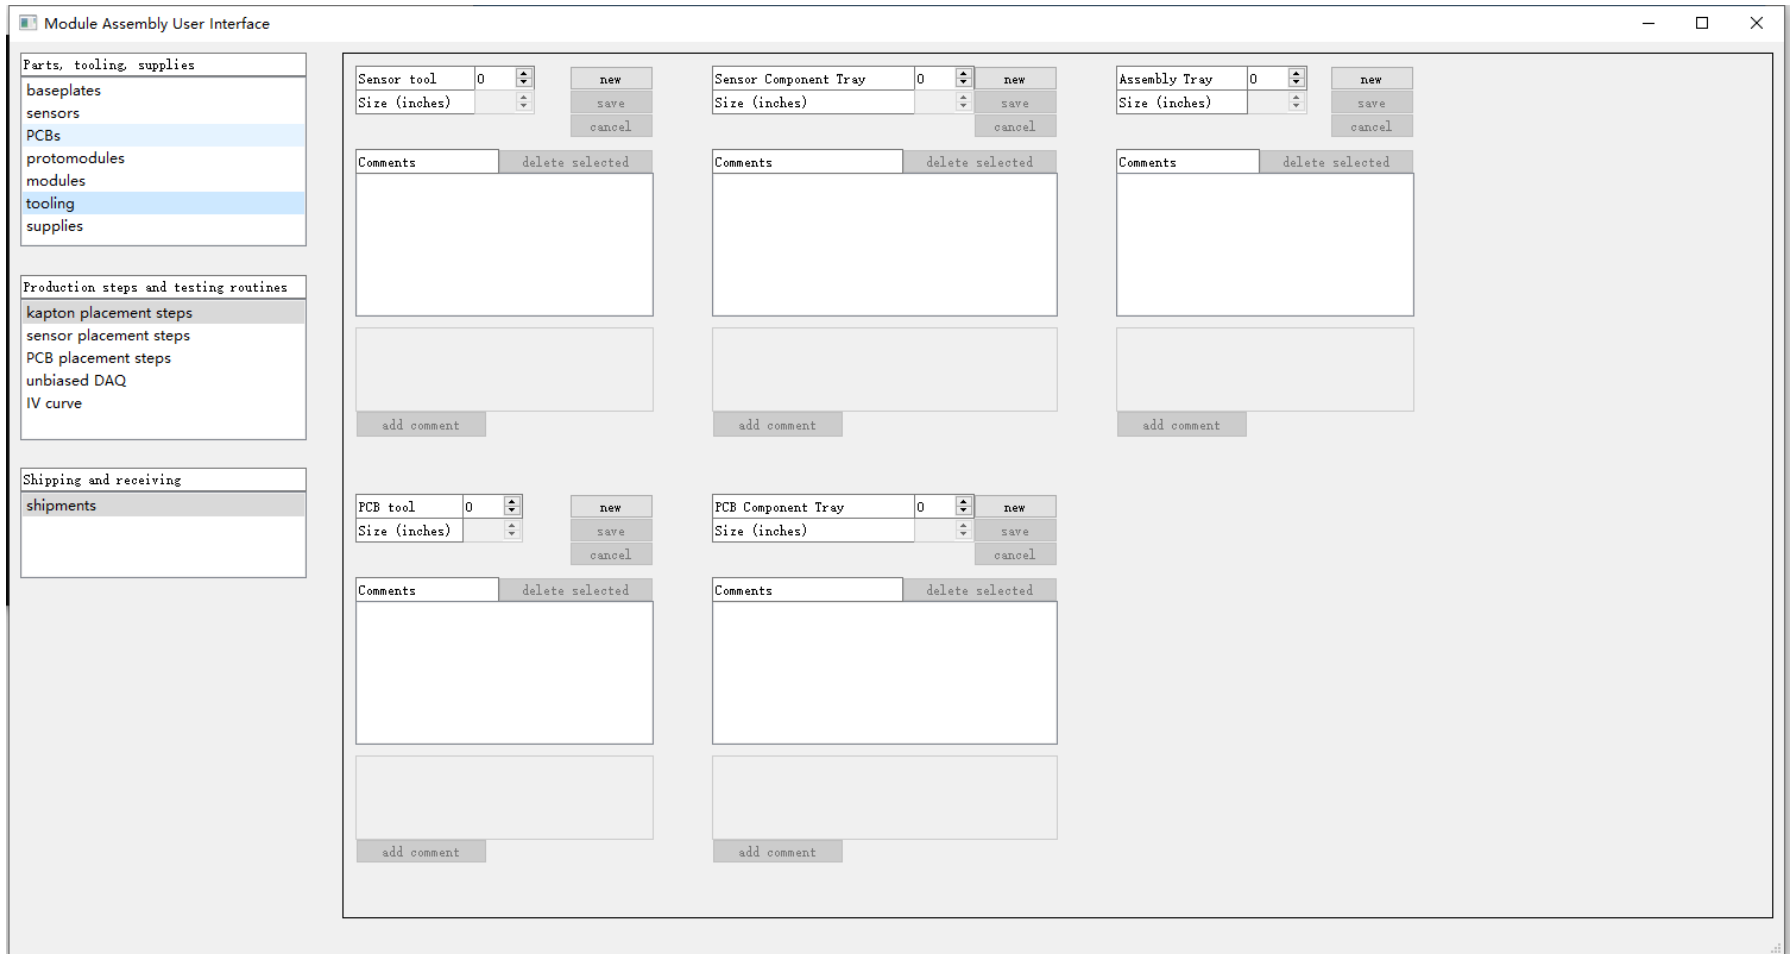 Module Assembly User Interface
Parts, tooling, supplies
baseplates
sensors
PCBs
protomodules
modules
tooling
supplies
Production steps and testing routines
kapton placement steps
sensor placement steps
PCB placement steps
unbiased DAQ
IV curve
Shipping and receiving
shipments
Sensor tool 0 new
Size (inches) save
cancel
Comments delete selected
add comment
Sensor Component Tray 0 new
Size (inches) save
cancel
Comments delete selected
add comment
Assembly Tray 0 new
Size (inches) save
cancel
Comments delete selected
add comment
PCB tool 0 new
Size (inches) save
cancel
Comments delete selected
add comment
PCB Component Tray 0 new
Size (inches) save
cancel
Comments delete selected
add comment